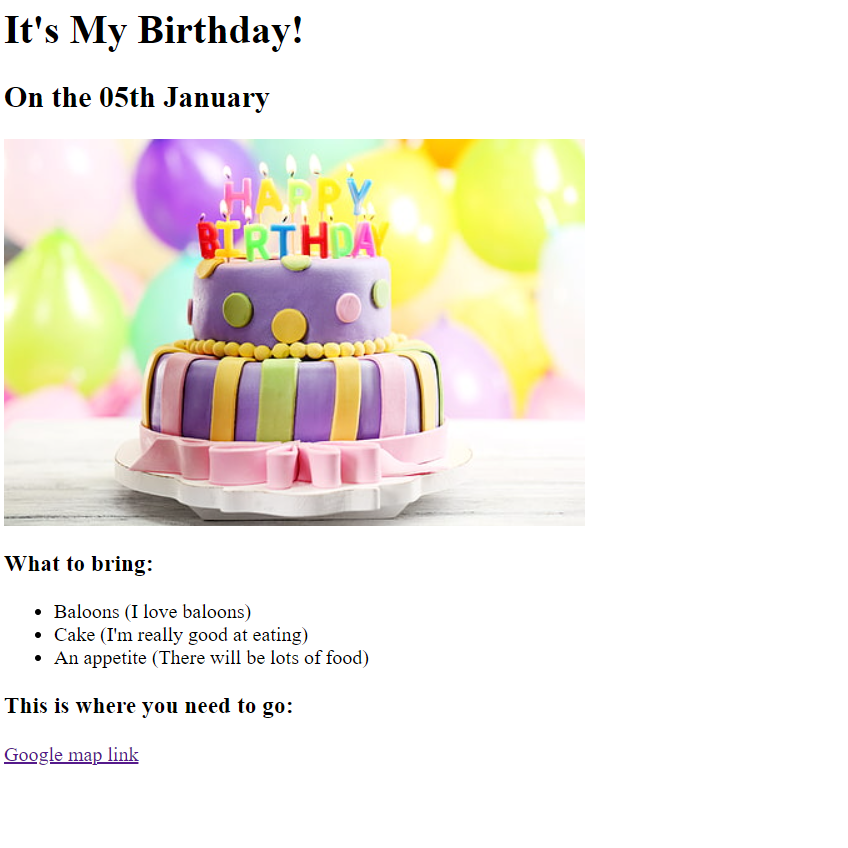 It's My Birthday!
On the 05th January
HAPPY
BIRTHDAY
What to bring:
Baloons (I love baloons)
Cake (I'm really good at eating)
An appetite (There will be lots of food)
This is where you need to go:
Google map link